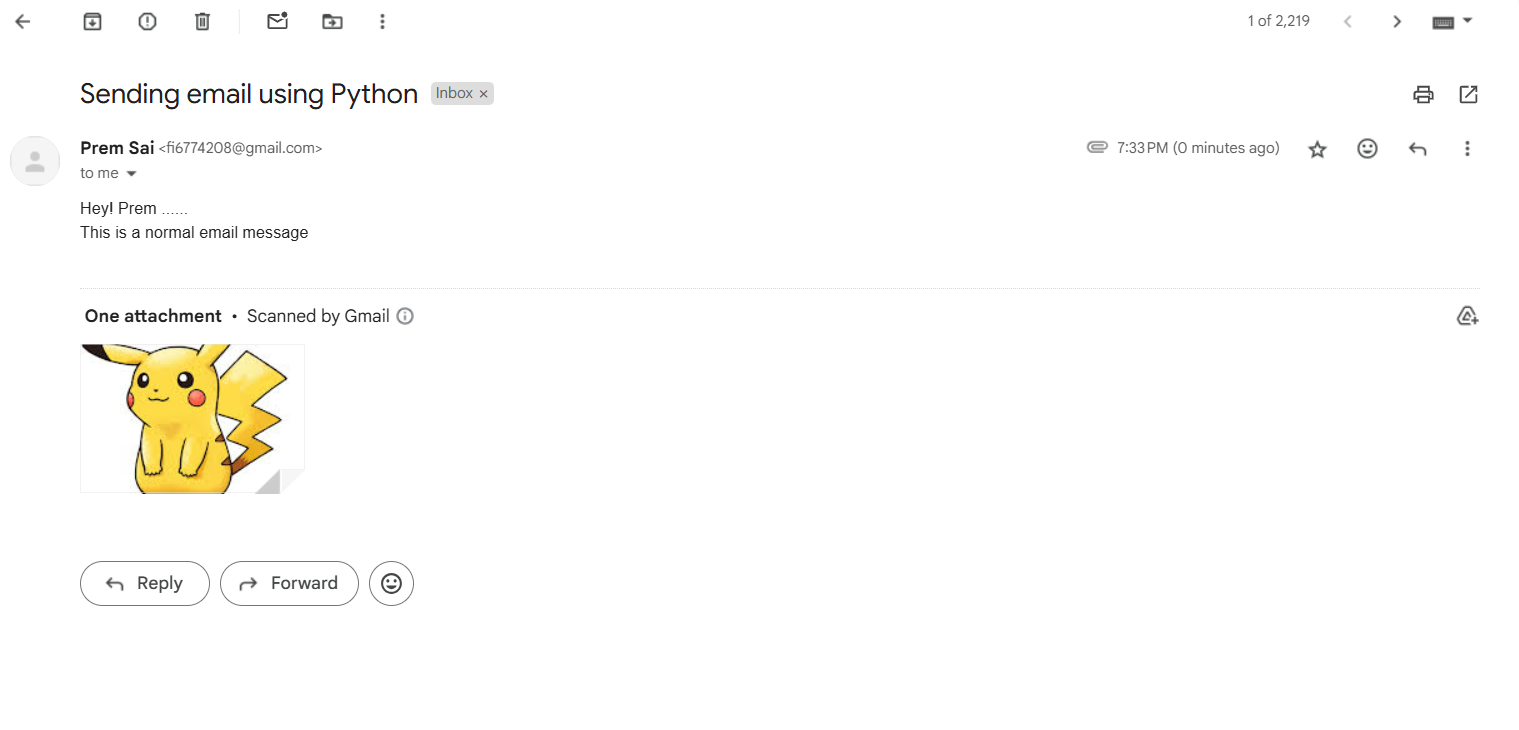 1 of 2,219
Sending email using Python Inbox ×
Prem Sai <fi6774208@gmail.com> 7:33 PM (0 minutes ago)
to me
Hey! Prem ......
This is a normal email message
One attachment • Scanned by Gmail
Reply Forward